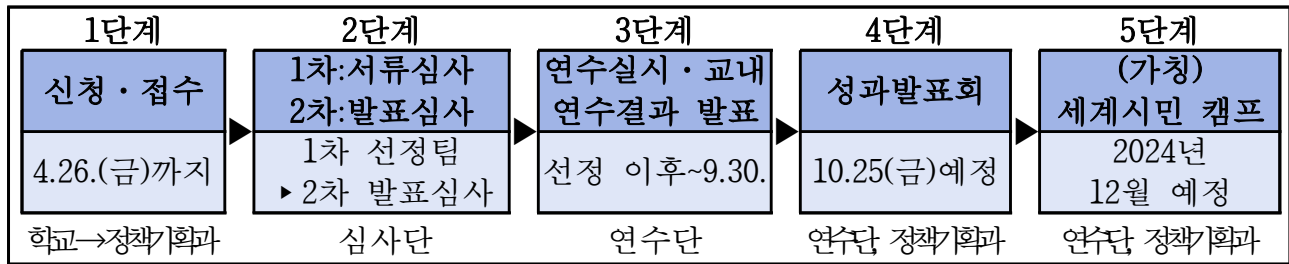 1단계
신청・접수
4.26.(금)까지
학교→정책기획과
2단계
1차:서류심사
2차:발표심사
1차 선정팀
▸2차 발표심사
심사단
3단계
연수실시・교내
연수결과 발표
선정 이후~9.30.
연수단
4단계
성과발표회
10.25(금)예정
연수단, 정책기획과
5단계
(가칭)
세계시민 캠프
2024년
12월 예정
연수단, 정책기획과